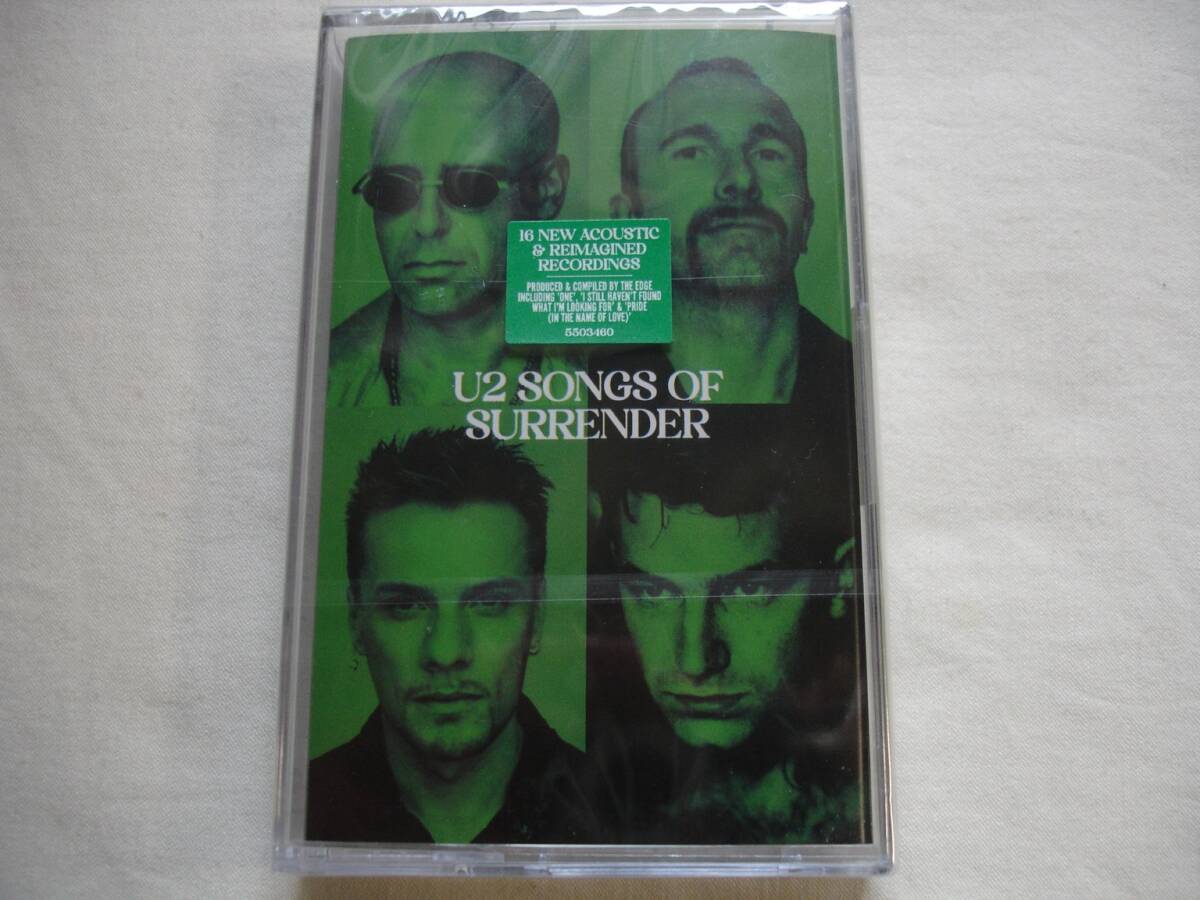 16 NEW ACOUSTIC
& REIMAGINED
RECORDINGS
PRODUCED & COMPILED BY THE EDGE
INCLUDING 'ONE', 'I STILL HAVEN'T FOUND
WHAT I'M LOOKING FOR' & 'PRIDE
(IN THE NAME OF LOVE)'
5503460
U2 SONGS OF
SURRENDER